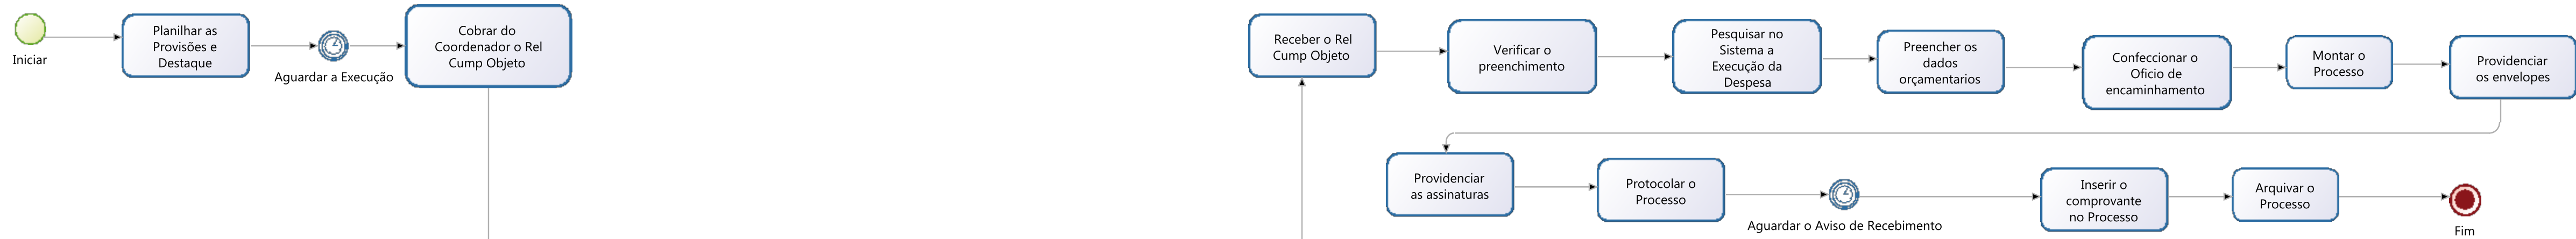 Iniciar
Planilhar as
Provisões e
Destaque
Aguardar a Execução
Cobrar do
Coordenador o Rel
Cump Objeto
Receber o Rel
Cump Objeto
Verificar o
preenchimento
Pesquisar no
Sistema a
Execução da
Despesa
Preencher os
dados
orçamentarios
Confeccionar o
Oficio de
encaminhamento
Montar o
Processo
Providenciar
os envelopes
Providenciar
as assinaturas
Protocolar o
Processo
Aguardar o Aviso de Recebimento
Inserir o
comprovante
no Processo
Arquivar o
Processo
Fim